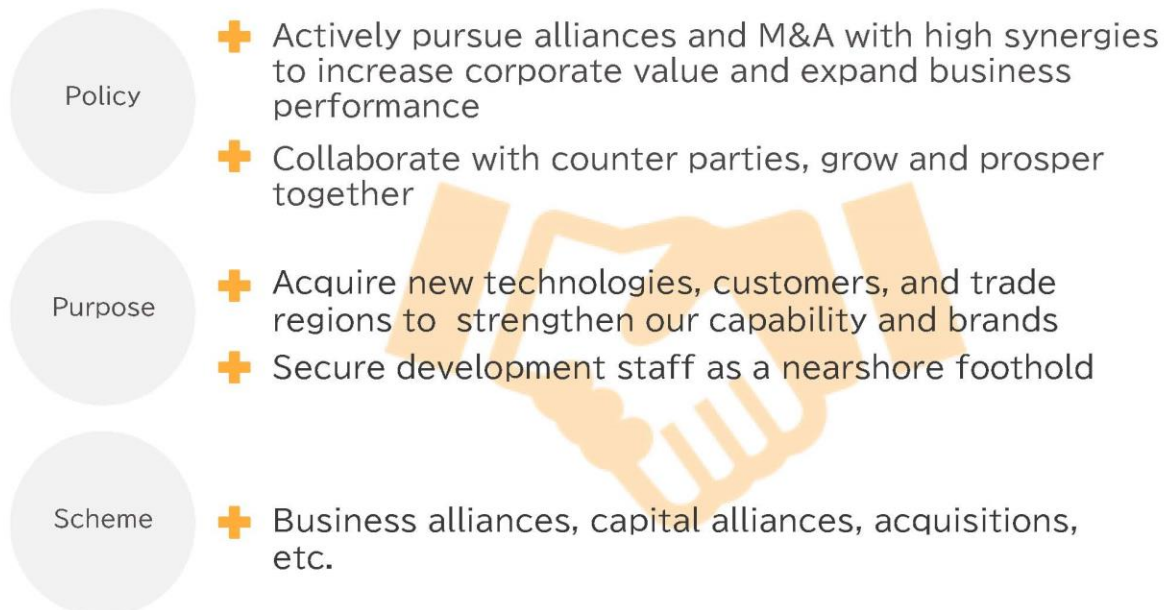 Policy
Actively pursue alliances and M&A with high synergies
to increase corporate value and expand business
performance
Collaborate with counter parties, grow and prosper
together
Purpose
Acquire new technologies, customers, and trade
regions to  strengthen our capability and brands
Secure development staff as a nearshore foothold
Scheme
Business alliances, capital alliances, acquisitions,
etc.